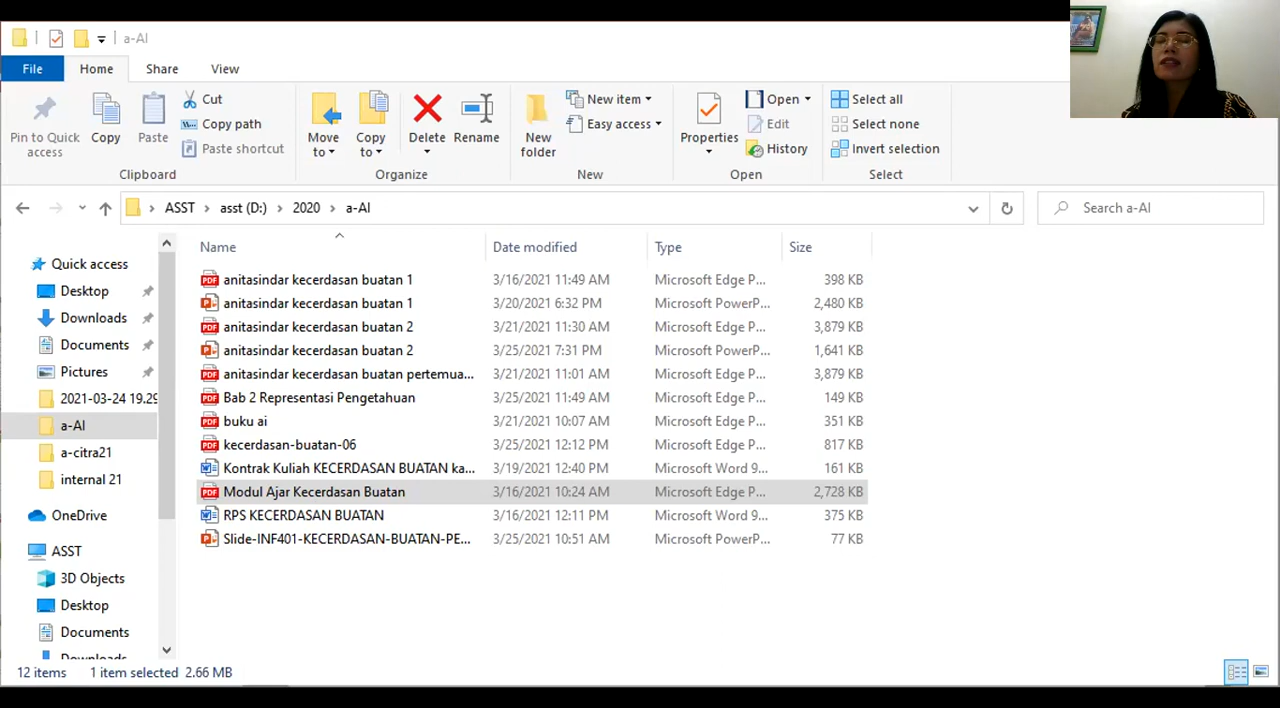 a-AI
File Home Share View
Pin to Quick access
Copy
Paste
Cut
Copy path
Paste shortcut
Clipboard
Move to
Copy to
Delete
Rename
Organize
New folder
New item
Easy access
New
Properties
Open
Edit
History
Open
Select all
Select none
Invert selection
Select
ASST asst (D:) 2020 a-AI
Search a-AI
Quick access
Desktop
Downloads
Documents
Pictures
2021-03-24 19.29
a-AI
a-citra21
internal 21
OneDrive
ASST
3D Objects
Desktop
Documents
Downloads
Name Date modified Type Size
anitasindar kecerdasan buatan 1 3/16/2021 11:49 AM Microsoft Edge P... 398 KB
anitasindar kecerdasan buatan 1 3/20/2021 6:32 PM Microsoft PowerP... 2,480 KB
anitasindar kecerdasan buatan 2 3/21/2021 11:30 AM Microsoft Edge P... 3,879 KB
anitasindar kecerdasan buatan 2 3/25/2021 7:31 PM Microsoft PowerP... 1,641 KB
anitasindar kecerdasan buatan pertemua... 3/21/2021 11:01 AM Microsoft Edge P... 3,879 KB
Bab 2 Representasi Pengetahuan 3/25/2021 11:49 AM Microsoft Edge P... 149 KB
buku ai 3/21/2021 10:07 AM Microsoft Edge P... 351 KB
kecerdasan-buatan-06 3/25/2021 12:12 PM Microsoft Edge P... 817 KB
Kontrak Kuliah KECERDASAN BUATAN ka... 3/19/2021 12:40 PM Microsoft Word 9... 161 KB
Modul Ajar Kecerdasan Buatan 3/16/2021 10:24 AM Microsoft Edge P... 2,728 KB
RPS KECERDASAN BUATAN 3/16/2021 12:11 PM Microsoft Word 9... 375 KB
Slide-INF401-KECERDASAN-BUATAN-PE... 3/25/2021 10:51 AM Microsoft PowerP... 77 KB
12 items 1 item selected 2.66 MB